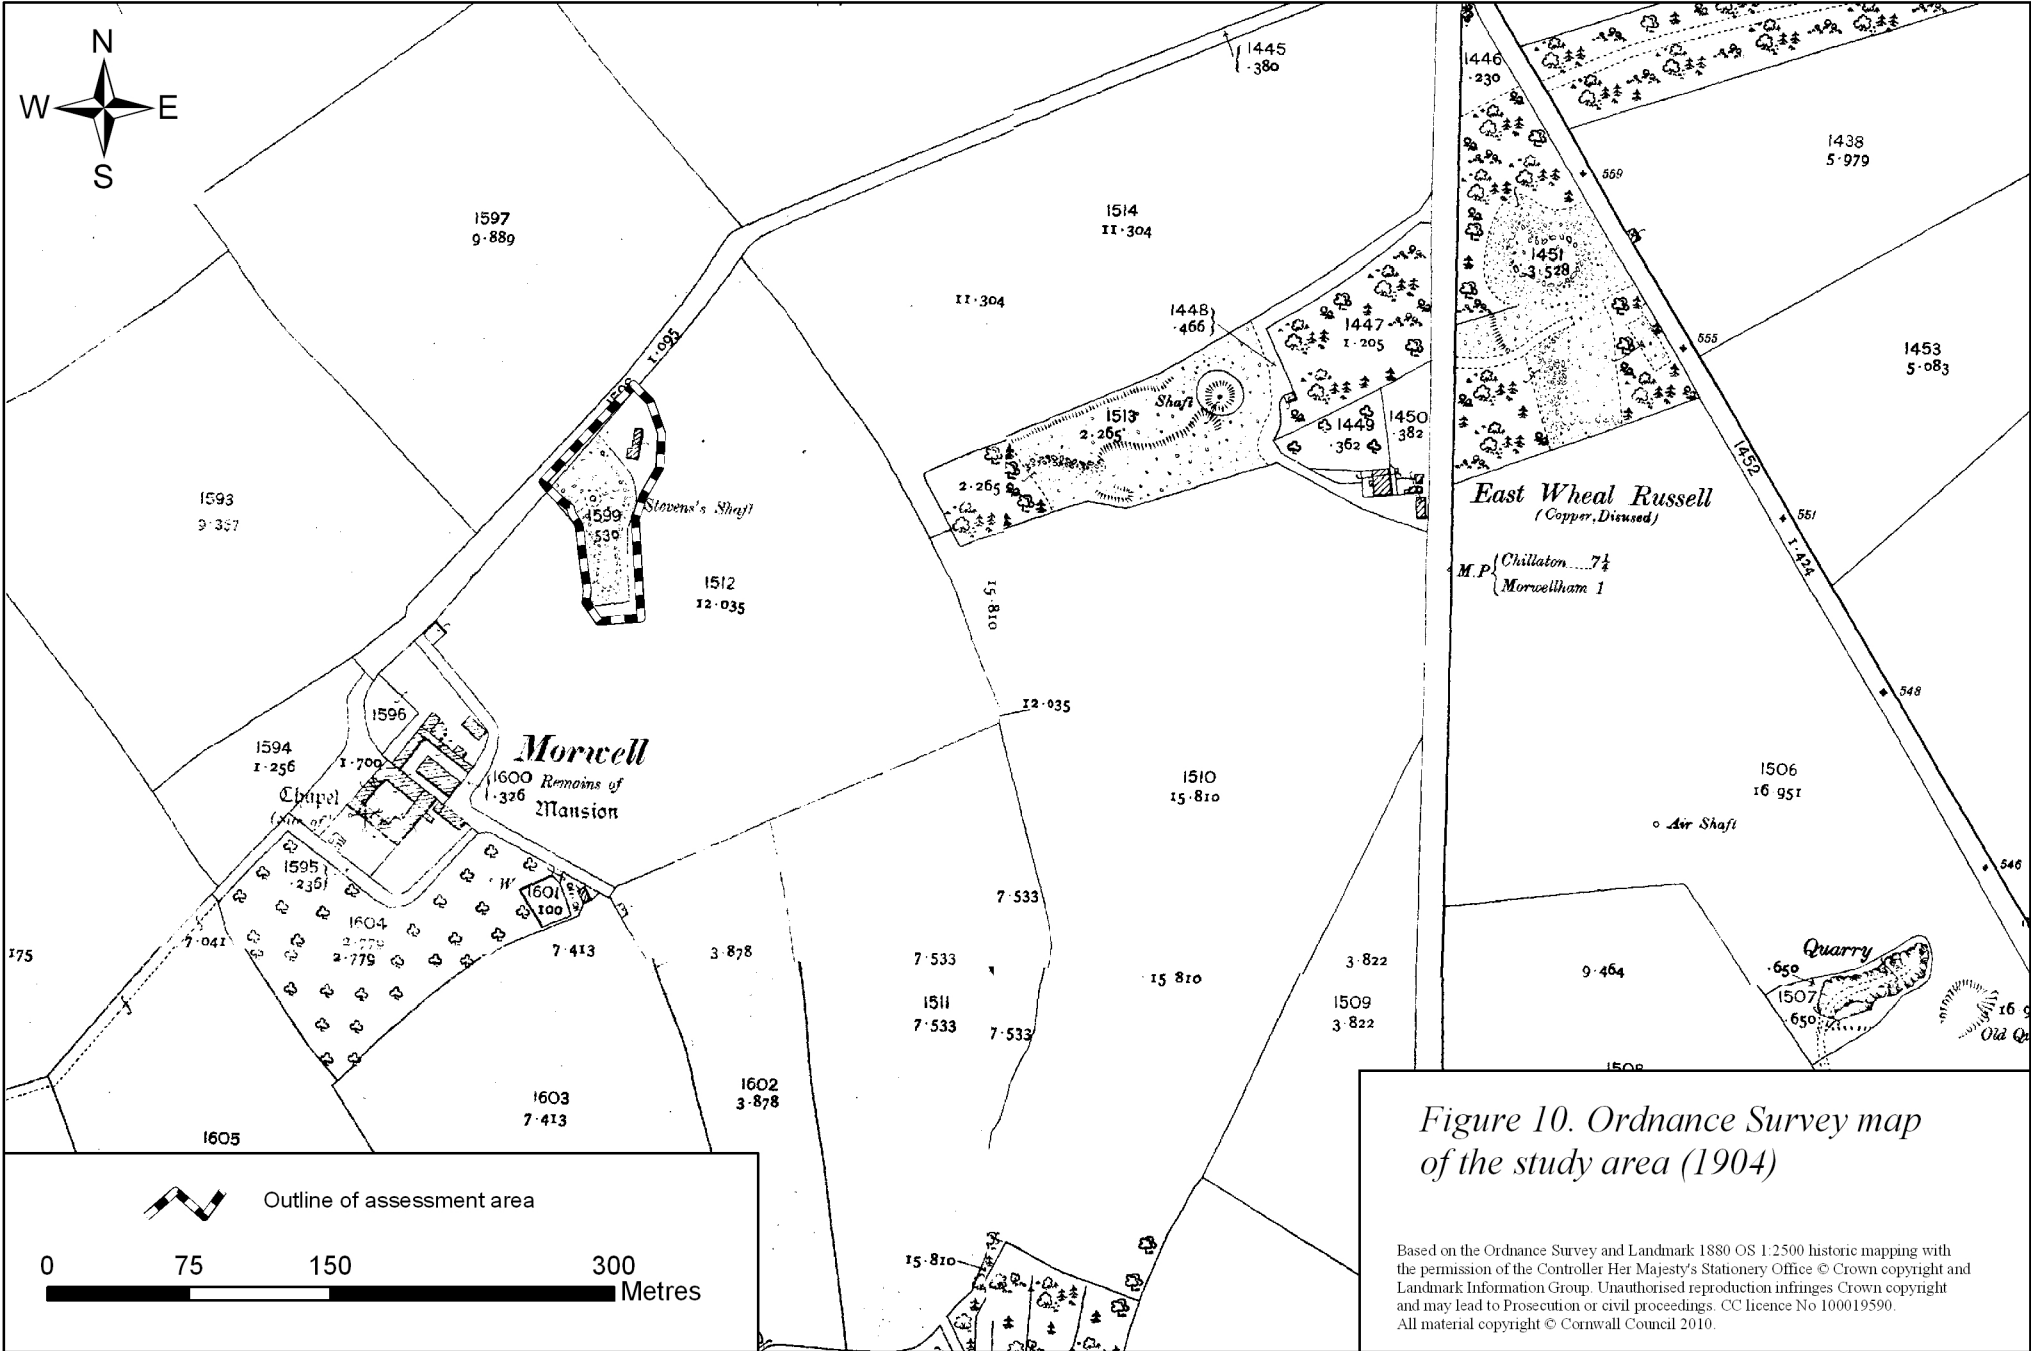 N
W E
S
1445
.380
1446
.230
1438
5.979
559
1597
9.889
1514
11.304
11.304
1451
3.528
1448
.466
1447
1.205
555
1453
5.083
1.095
Shaft
1513
2.265
1449
.362
1450
382
1452
2.265
1593
9.357
1599
.530
Stevens's Shaft
East Wheal Russell
(Copper, Disused)
551
1.424
M.P
Chillaton 7¼
Morwellham 1
1512
12.035
15.810
548
12.035
1596
1594
1.256
1.700
Morwell
1600
.326
Remains of
Mansion
Chapel
1510
15.810
1506
16.951
Air Shaft
546
1595
.236
W
1601
100
1604
2.779
2.779
7.041
7.413
3.878
7.533
7.533
1511
7.533
7.533
15.810
3.822
1509
3.822
9.464
Quarry
.650
1507
.650
Old Qu
175
1508
1603
7.413
1602
3.878
1605
15.810
Outline of assessment area
0 75 150 300
Metres
Figure 10. Ordnance Survey map
of the study area (1904)
Based on the Ordnance Survey and Landmark 1880 OS 1:2500 historic mapping with
the permission of the Controller Her Majesty's Stationery Office © Crown copyright and
Landmark Information Group. Unauthorised reproduction infringes Crown copyright
and may lead to Prosecution or civil proceedings. CC licence No 100019590.
All material copyright © Cornwall Council 2010.